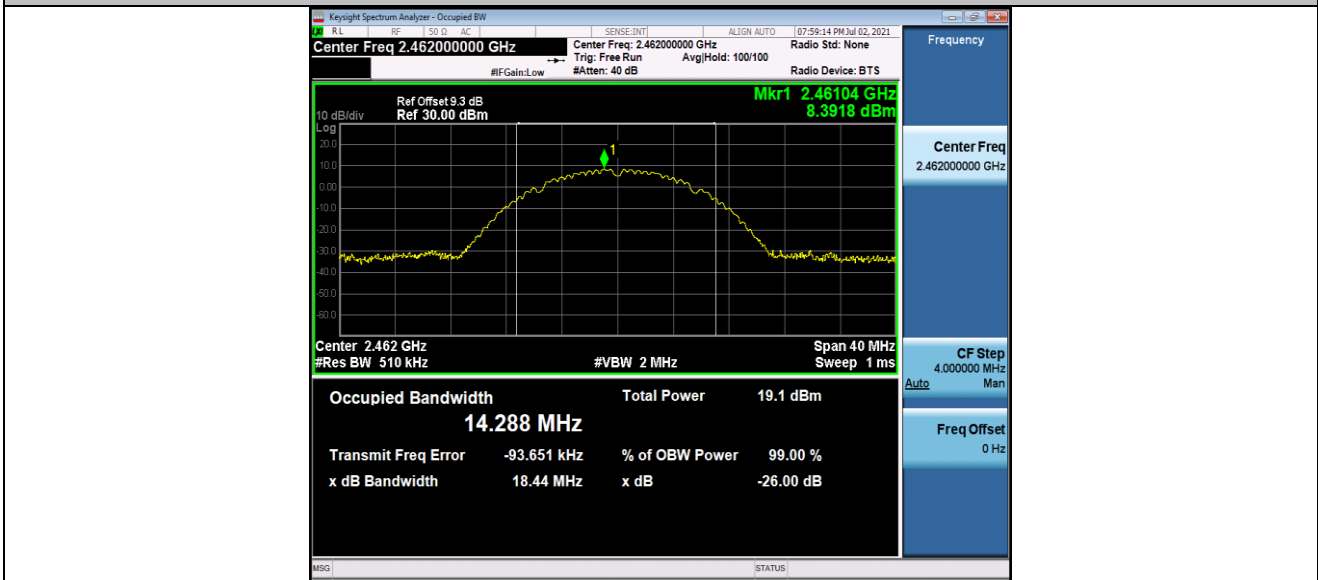 Keysight Spectrum Analyzer - Occupied BW
RL RF 50 Ω AC SENSE:INT ALIGN AUTO 07:59:14 PM Jul 02, 2021
Center Freq 2.462000000 GHz
Center Freq: 2.462000000 GHz Radio Std: None
Trig: Free Run Avg|Hold: 100/100
#IFGain:Low #Atten: 40 dB Radio Device: BTS
Mkr1 2.46104 GHz
8.3918 dBm
Ref Offset 9.3 dB
10 dB/div Ref 30.00 dBm
Log
20.0
1
10.0
0.00
-10.0
-20.0
-30.0
-40.0
-50.0
-60.0
Center 2.462 GHz Span 40 MHz
#Res BW 510 kHz #VBW 2 MHz Sweep 1 ms
Occupied Bandwidth Total Power 19.1 dBm
14.288 MHz
Transmit Freq Error -93.651 kHz % of OBW Power 99.00 %
x dB Bandwidth 18.44 MHz x dB -26.00 dB
MSG STATUS
Frequency
Center Freq
2.462000000 GHz
CF Step
4.000000 MHz
Auto Man
Freq Offset
0 Hz